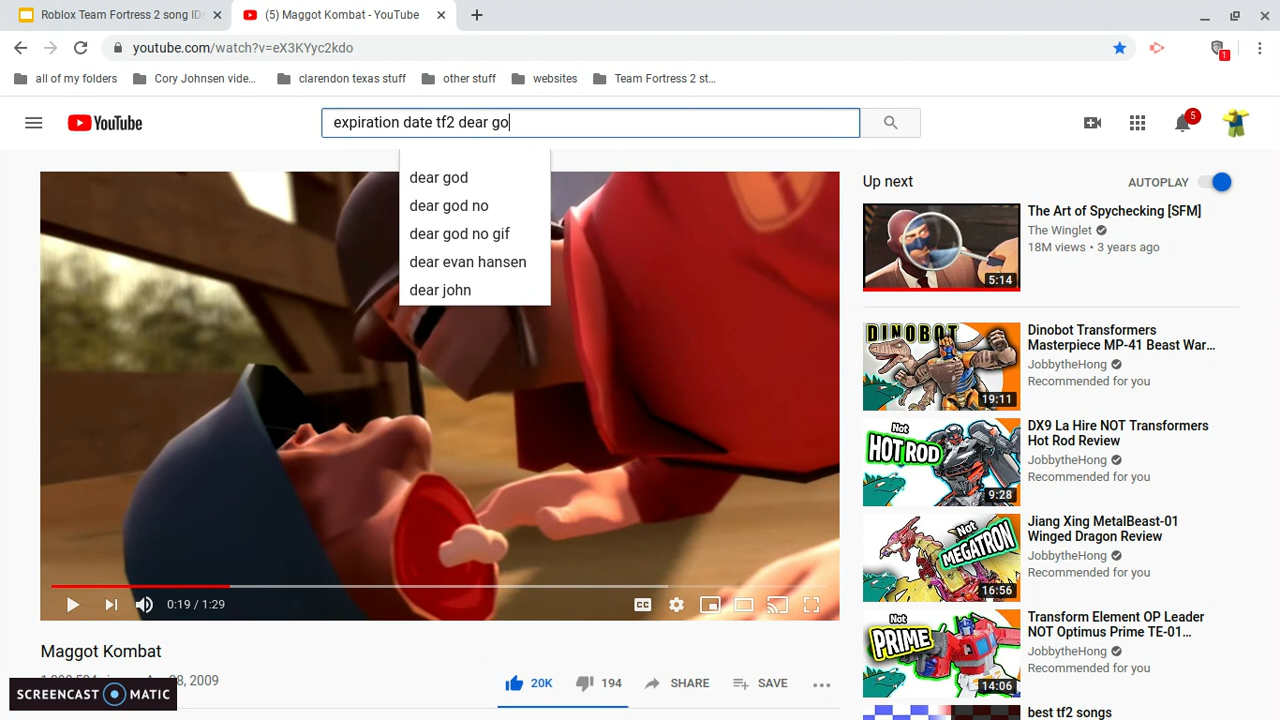 Roblox Team Fortress 2 song ID:
(5) Maggot Kombat - YouTube
youtube.com/watch?v=eX3KYyc2kdo
1
all of my folders
Cory Johnsen vide...
clarendon texas stuff
other stuff
websites
Team Fortress 2 st...
YouTube
expiration date tf2 dear go
5
dear god
dear god no
dear god no gif
dear evan hansen
dear john
0:19 / 1:29
CC
Maggot Kombat
2009
20K
194
SHARE
SAVE
SCREENCAST MATIC
Up next
AUTOPLAY
The Art of Spychecking [SFM]
The Winglet
18M views • 3 years ago
5:14
DINOBOT
Dinobot Transformers
Masterpiece MP-41 Beast War...
JobbytheHong
Recommended for you
19:11
Not
HOT ROD
DX9 La Hire NOT Transformers
Hot Rod Review
JobbytheHong
Recommended for you
9:28
Not
MEGATRON
Jiang Xing MetalBeast-01
Winged Dragon Review
JobbytheHong
Recommended for you
16:56
Not
PRIME
Transform Element OP Leader
NOT Optimus Prime TE-01...
JobbytheHong
Recommended for you
14:06
best tf2 songs